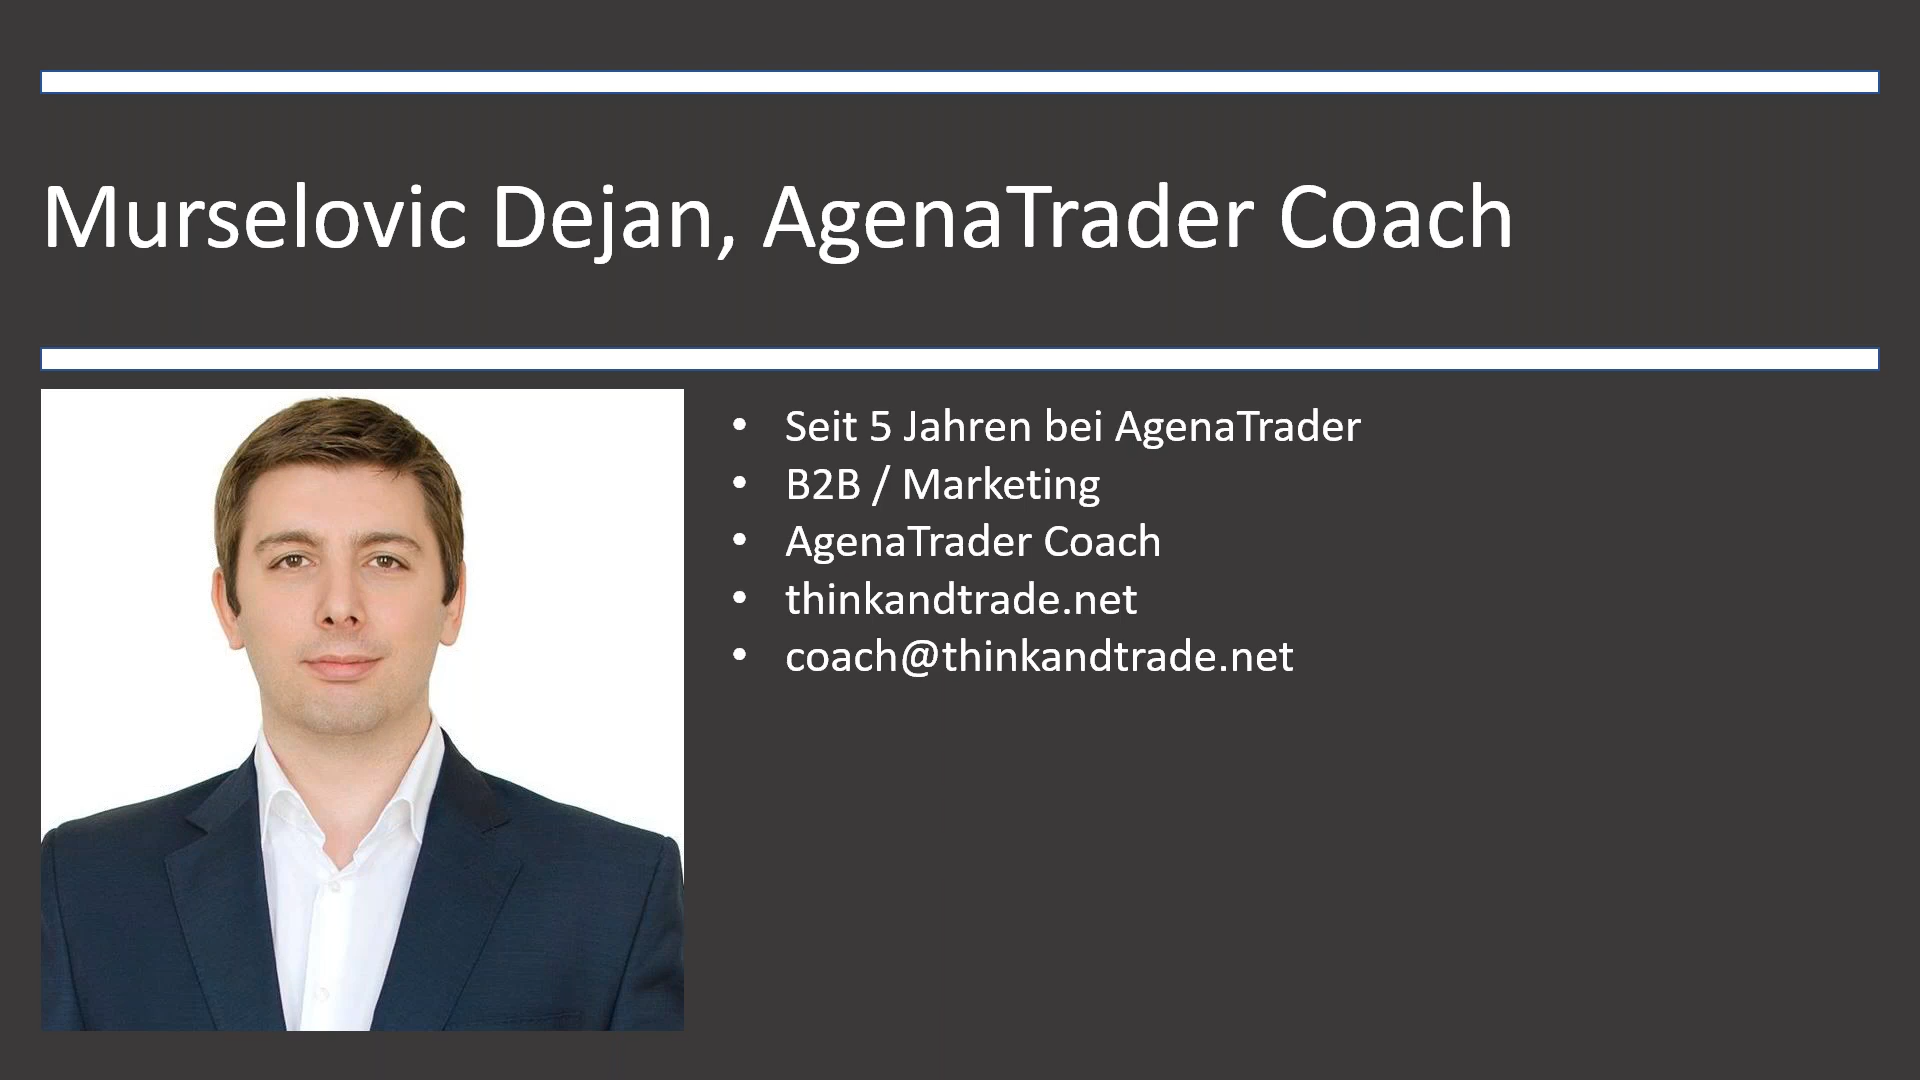 Murselovic Dejan, AgenaTrader Coach
• Seit 5 Jahren bei AgenaTrader
• B2B / Marketing
• AgenaTrader Coach
• thinkandtrade.net
• coach@thinkandtrade.net